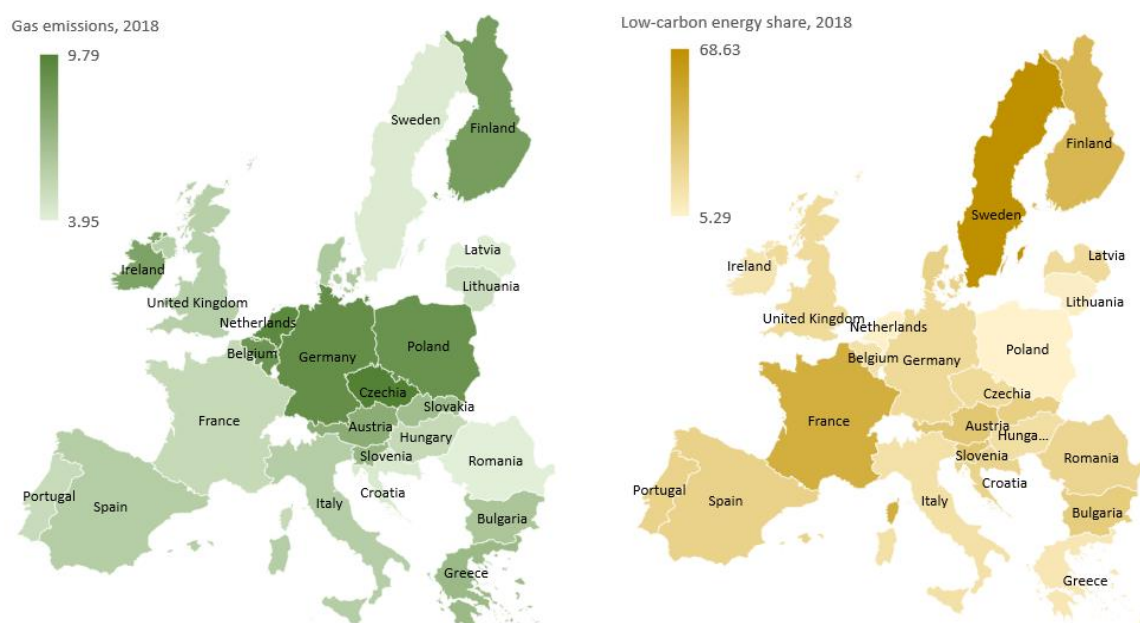 Gas emissions, 2018
9.79
3.95
Sweden
Finland
Latvia
Lithuania
Ireland
United Kingdom
Netherlands
Belgium
Germany
Poland
Czechia
Slovakia
France
Austria
Hungary
Slovenia
Romania
Croatia
Portugal
Spain
Italy
Bulgaria
Greece
Low-carbon energy share, 2018
68.63
5.29
Finland
Sweden
Ireland
Latvia
Lithuania
United Kingdom
Netherlands
Belgium
Germany
Poland
Czechia
France
Austria
Hunga...
Slovenia
Romania
Croatia
Portugal
Spain
Italy
Bulgaria
Greece